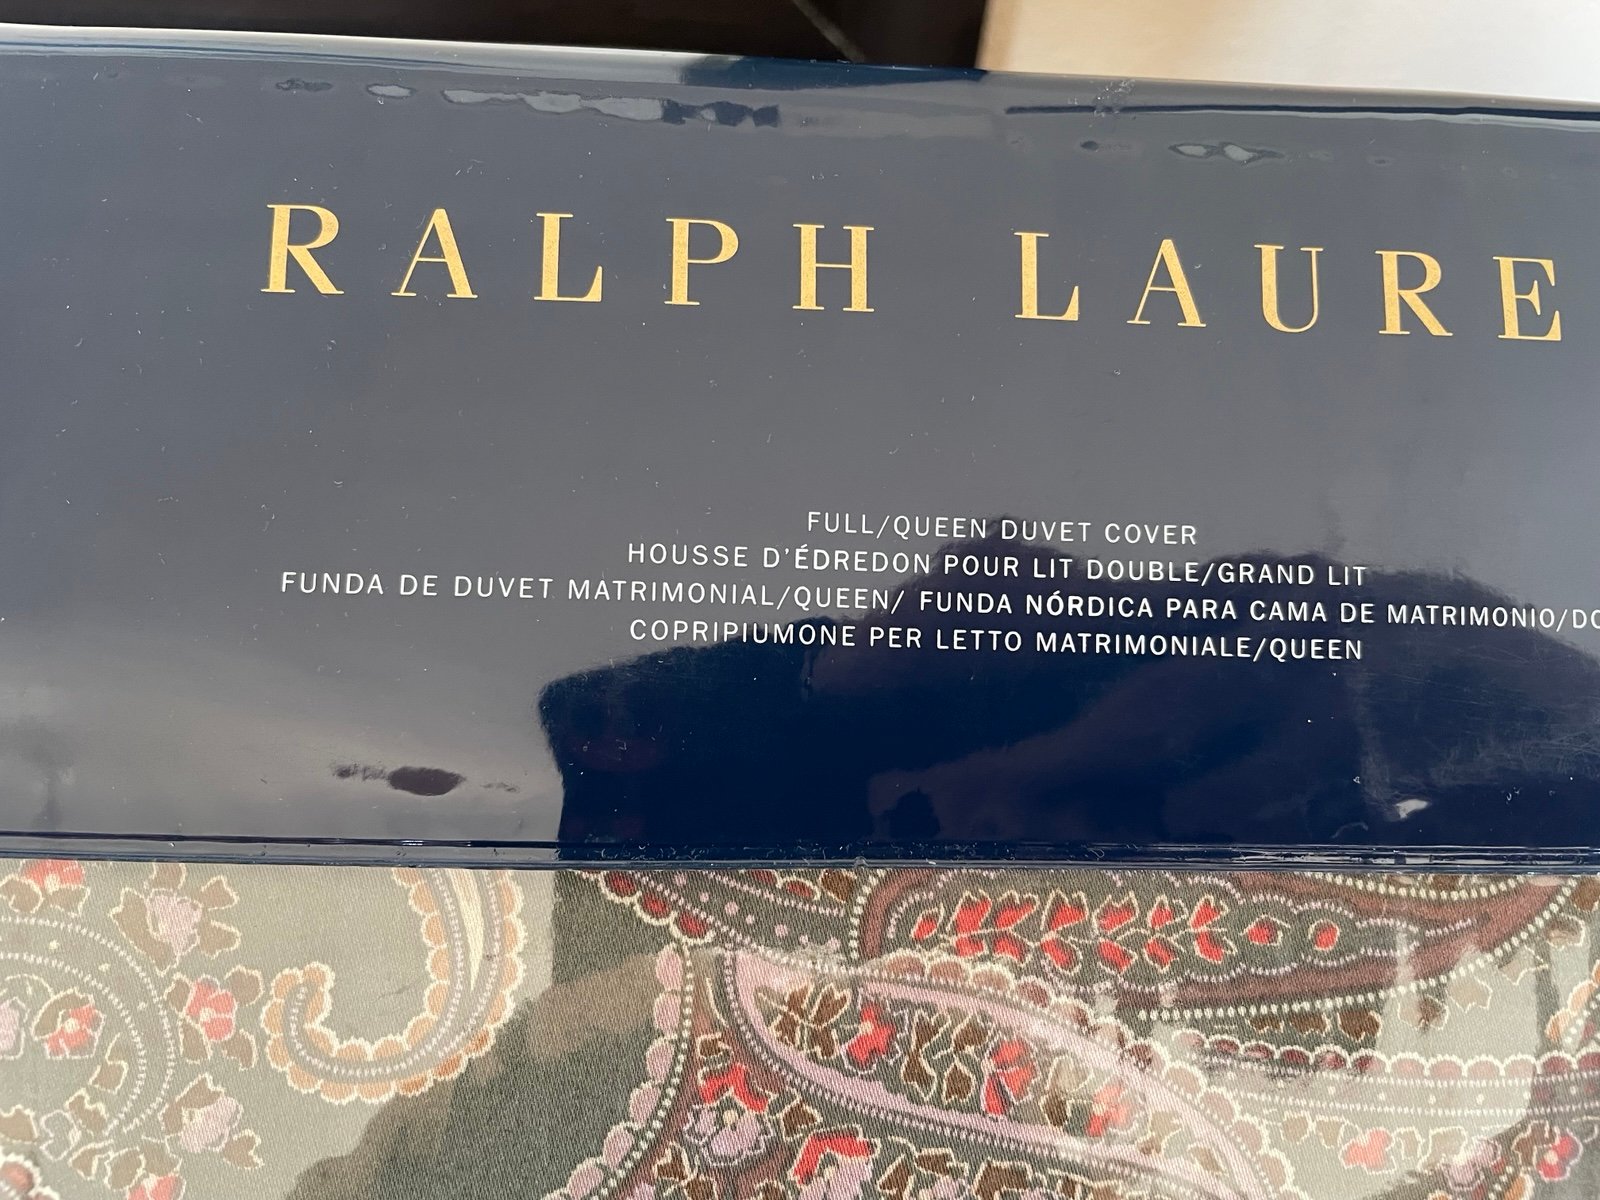 RALPH LAURE
FULL/QUEEN DUVET COVER
HOUSSE D'ÉDREDON POUR LIT DOUBLE/GRAND LIT
FUNDA DE DUVET MATRIMONIAL/QUEEN/ FUNDA NÓRDICA PARA CAMA DE MATRIMONIO/DO
COPRIPIUMONE PER LETTO MATRIMONIALE/QUEEN